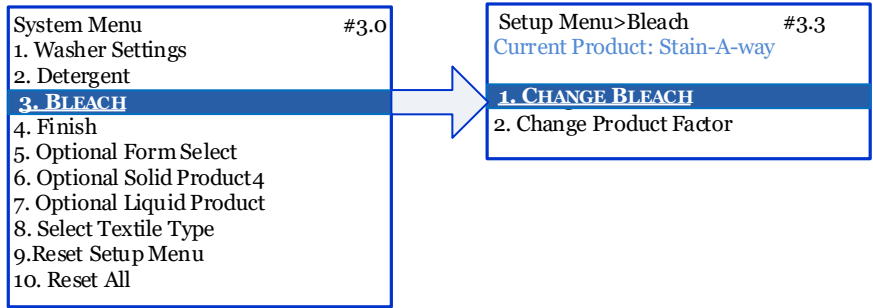 System Menu #3.0
1. Washer Settings
2. Detergent
3. BLEACH
4. Finish
5. Optional Form Select
6. Optional Solid Product4
7. Optional Liquid Product
8. Select Textile Type
9.Reset Setup Menu
10. Reset All
Setup Menu>Bleach #3.3
Current Product: Stain-A-way
1. CHANGE BLEACH
2. Change Product Factor